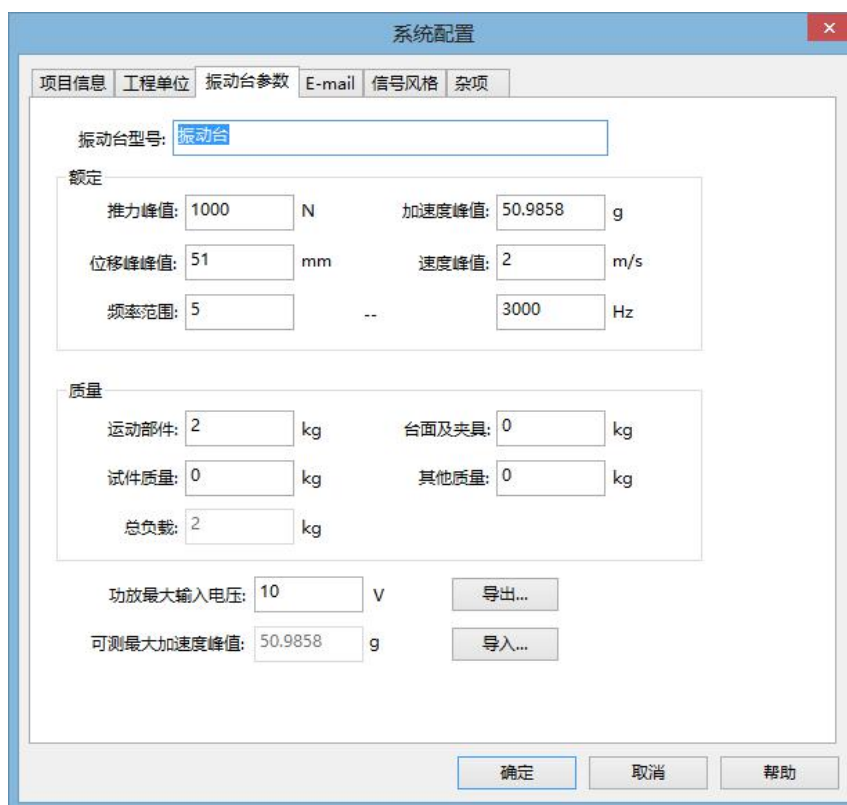 系统配置
项目信息 工程单位 振动台参数 E-mail 信号风格 杂项
振动台型号: 振动台
额定
推力峰值: 1000 N 加速度峰值: 50.9858 g
位移峰峰值: 51 mm 速度峰值: 2 m/s
频率范围: 5 -- 3000 Hz
质量
运动部件: 2 kg 台面及夹具: 0 kg
试件质量: 0 kg 其他质量: 0 kg
总负载: 2 kg
功放最大输入电压: 10 V 导出...
可测最大加速度峰值: 50.9858 g 导入...
确定 取消 帮助